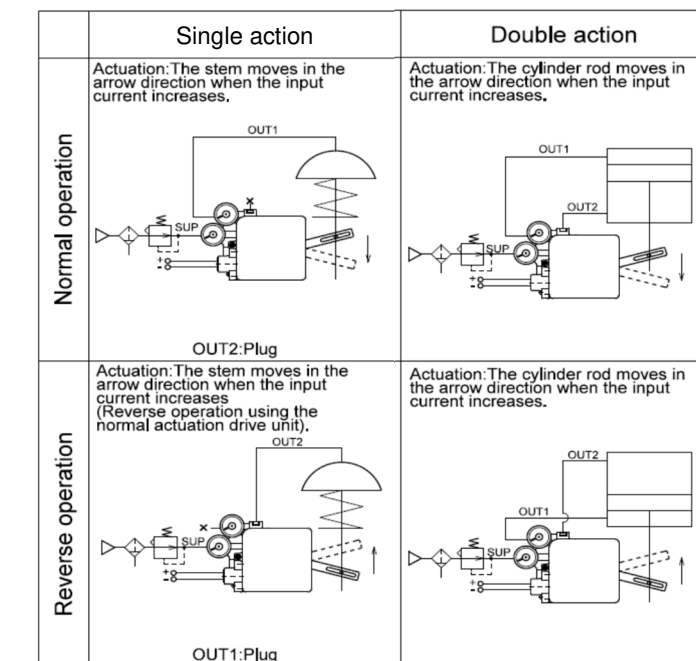 Single action
Double action
Normal operation
Actuation:The stem moves in the
arrow direction when the input
current increases.
OUT1
SUP
+
-
OUT2:Plug
Actuation:The cylinder rod moves in
the arrow direction when the input
current increases.
OUT1
OUT2
SUP
+
-
Reverse operation
Actuation:The stem moves in the
arrow direction when the input
current increases
(Reverse operation using the
normal actuation drive unit).
OUT2
SUP
+
-
OUT1:Plug
Actuation:The cylinder rod moves in
the arrow direction when the input
current increases.
OUT2
OUT1
SUP
+
-